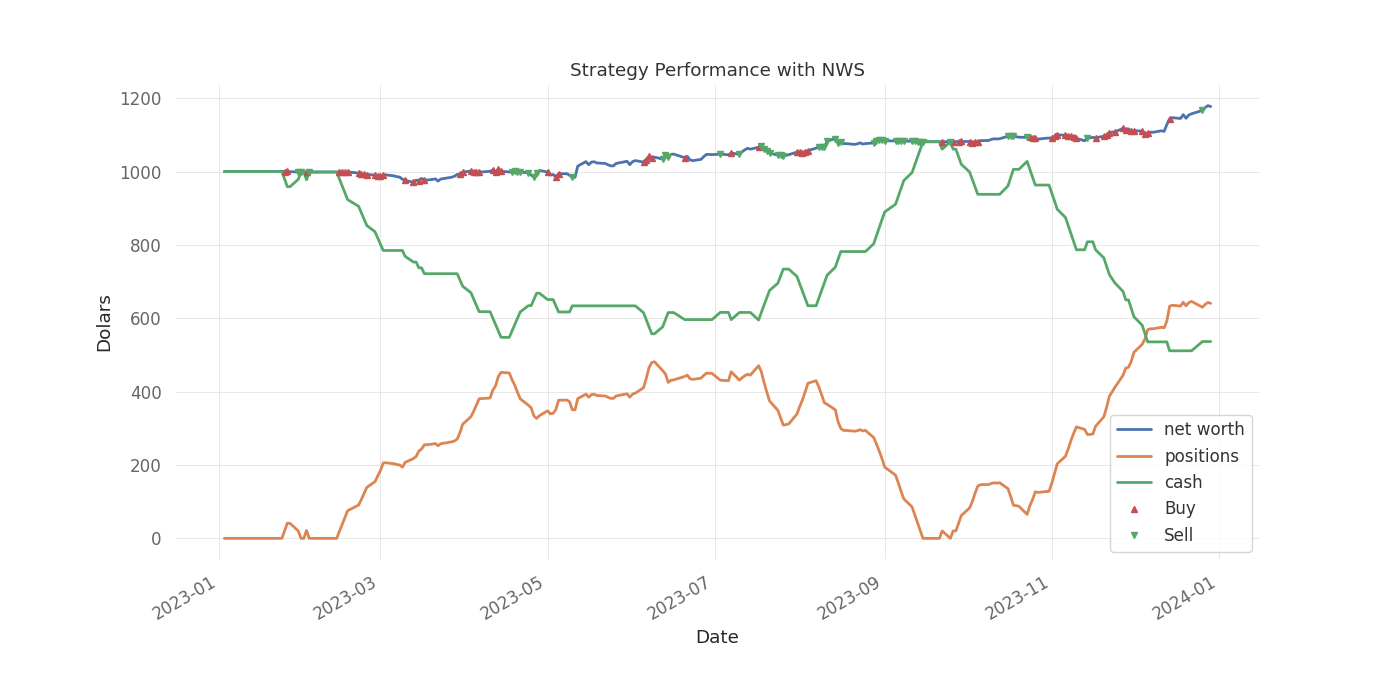 Strategy Performance with NWS
1200
1000
800
600
400
200
0
Dolars
2023-01
2023-03
2023-05
2023-07
2023-09
2023-11
2024-01
Date
net worth
positions
cash
Buy
Sell